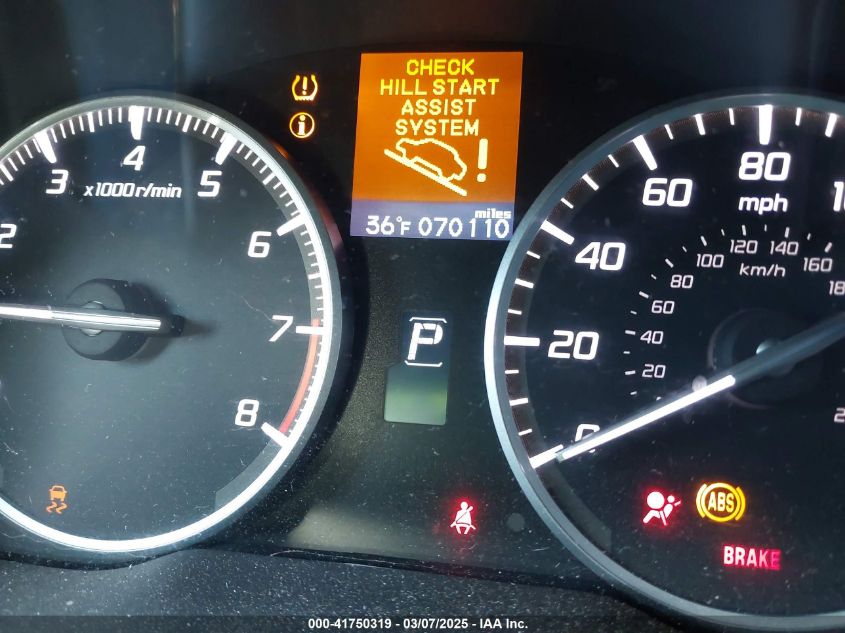 CHECK
HILL START
ASSIST
SYSTEM
!
miles
36°F 070110
2
3
4
5
6
7
8
x1000r/min
P
0
20
40
60
80
mph
20
40
60
80
100
120
140
160
km/h
ABS
BRAKE
000-41750319 - 03/07/2025 - IAA Inc.